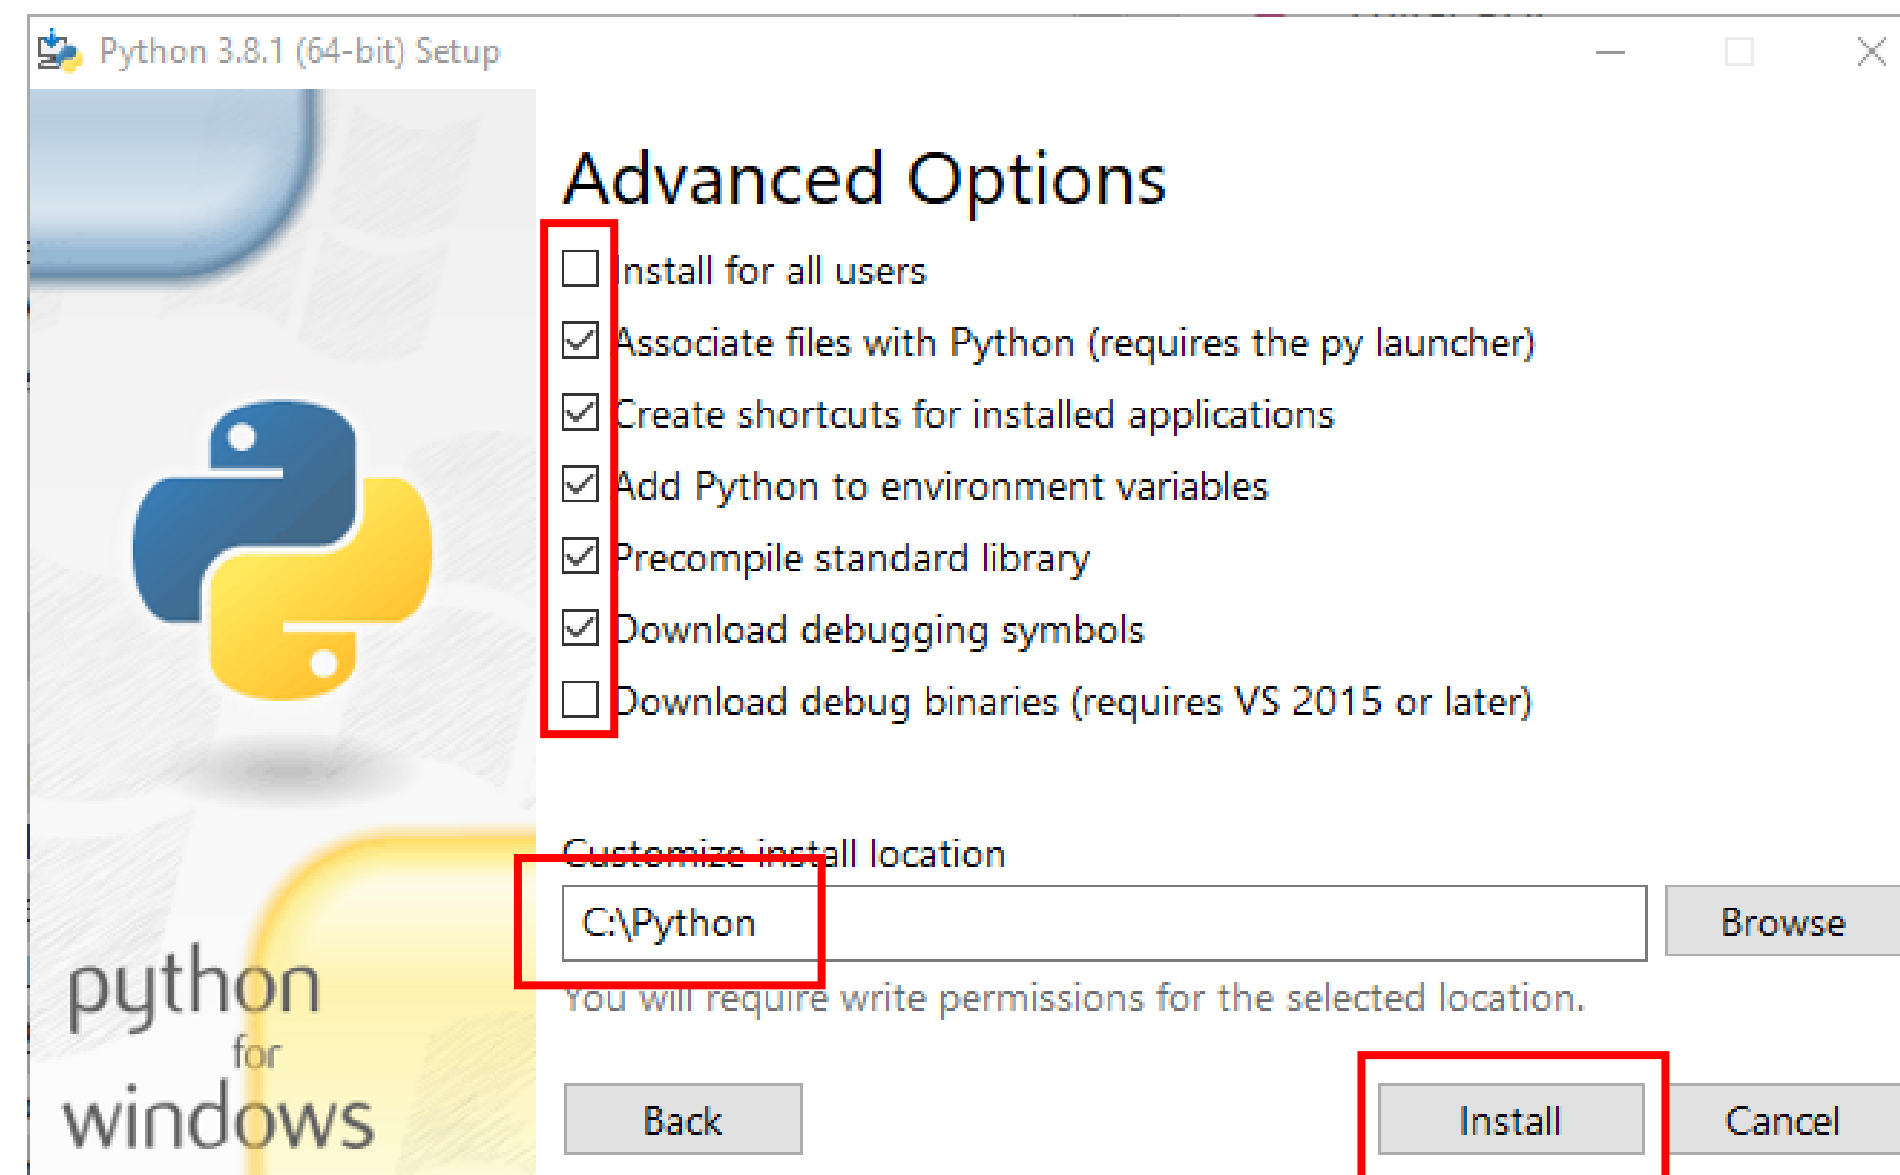 Python 3.8.1 (64-bit) Setup
Advanced Options
Install for all users
Associate files with Python (requires the py launcher)
Create shortcuts for installed applications
Add Python to environment variables
Precompile standard library
Download debugging symbols
Download debug binaries (requires VS 2015 or later)
Customize install location
C:\Python
Browse
You will require write permissions for the selected location.
python
for
windows
Back
Install
Cancel